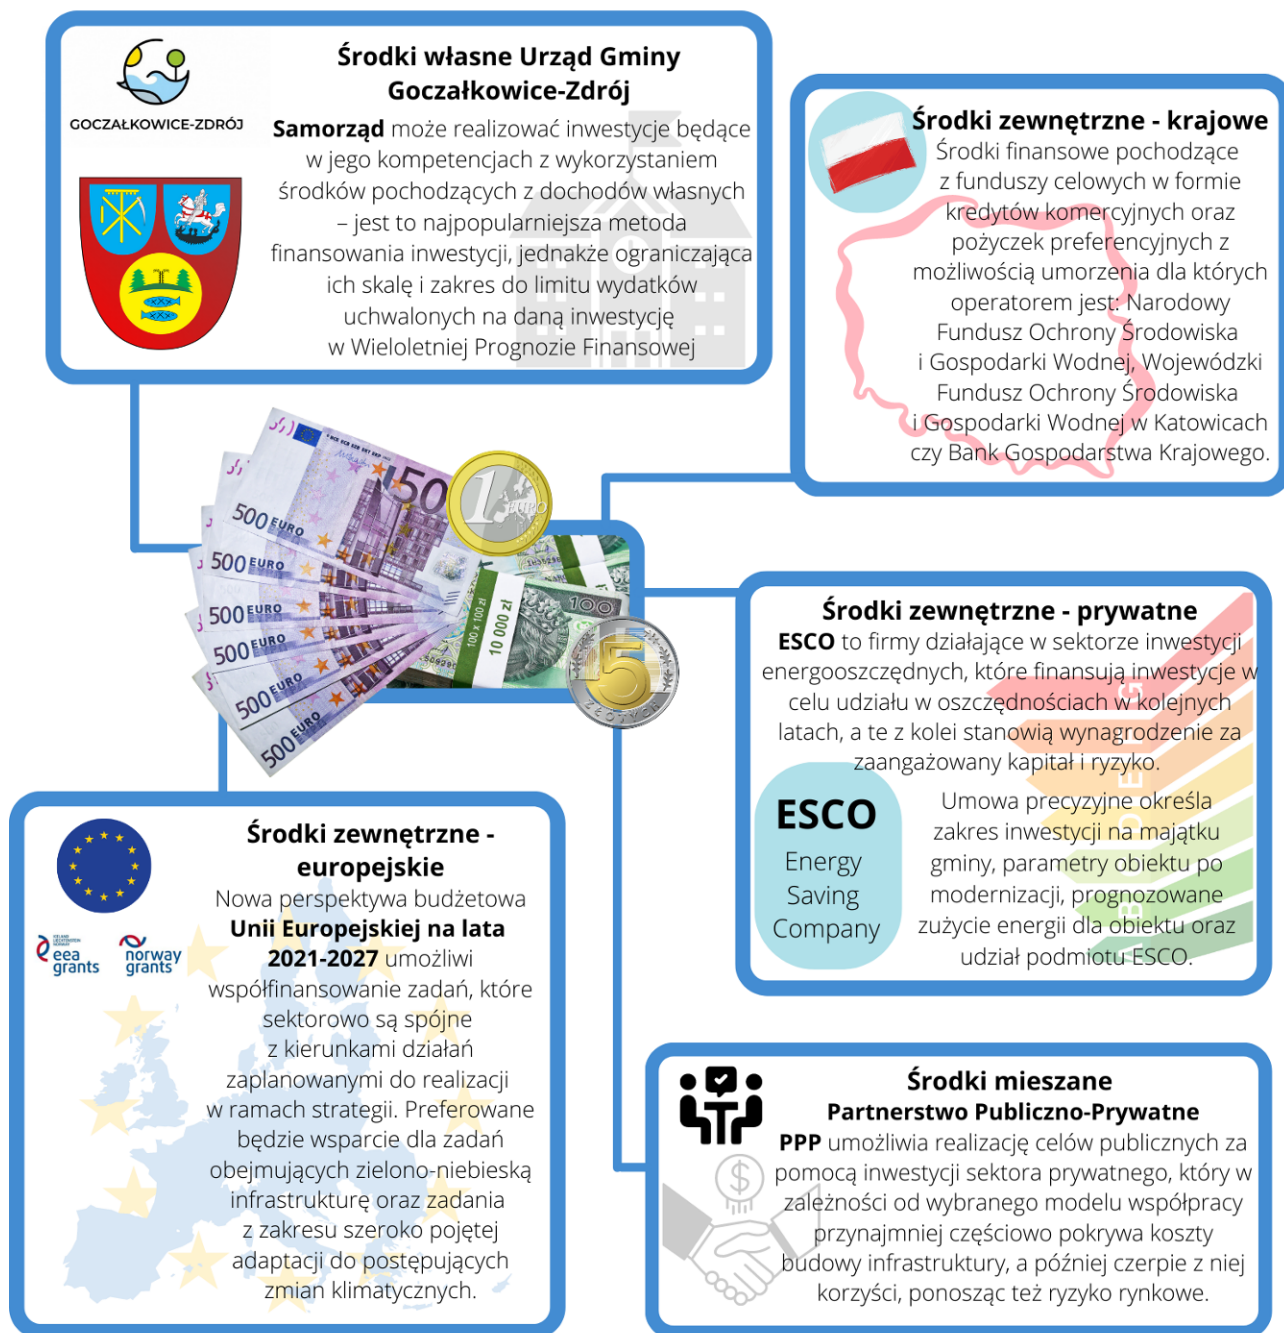 GOCZAŁKOWICE-ZDRÓJ
Środki własne Urząd Gminy
Goczałkowice-Zdrój
Samorząd może realizować inwestycje będące
w jego kompetencjach z wykorzystaniem
środków pochodzących z dochodów własnych
– jest to najpopularniejsza metoda
finansowania inwestycji, jednakże ograniczająca
ich skalę i zakres do limitu wydatków
uchwalonych na daną inwestycję
w Wieloletniej Prognozie Finansowej
Środki zewnętrzne - krajowe
Środki finansowe pochodzące
z funduszy celowych w formie
kredytów komercyjnych oraz
pożyczek preferencyjnych z
możliwością umorzenia dla których
operatorem jest: Narodowy
Fundusz Ochrony Środowiska
i Gospodarki Wodnej, Wojewódzki
Fundusz Ochrony Środowiska
i Gospodarki Wodnej w Katowicach
czy Bank Gospodarstwa Krajowego.
50
1 EURO
500 EURO
500 EURO
500 EURO
500 EURO
500 EURO
500 EURO
100 x 100 zł
10 000 zł
100
5
ZŁOTYCH
Środki zewnętrzne - prywatne
ESCO to firmy działające w sektorze inwestycji
energooszczędnych, które finansują inwestycje w
celu udziału w oszczędnościach w kolejnych
latach, a te z kolei stanowią wynagrodzenie za
zaangażowany kapitał i ryzyko.
ESCO
Energy
Saving
Company
Umowa precyzyjne określa
zakres inwestycji na majątku
gminy, parametry obiektu po
modernizacji, prognozowane
zużycie energii dla obiektu oraz
udział podmiotu ESCO.
A B C D E F G
Środki zewnętrzne -
europejskie
Nowa perspektywa budżetowa
Unii Europejskiej na lata
2021-2027 umożliwi
współfinansowanie zadań, które
sektorowo są spójne
z kierunkami działań
zaplanowanymi do realizacji
w ramach strategii. Preferowane
będzie wsparcie dla zadań
obejmujących zielono-niebieską
infrastrukturę oraz zadania
z zakresu szeroko pojętej
adaptacji do postępujących
zmian klimatycznych.
eea
grants
norway
grants
Środki mieszane
Partnerstwo Publiczno-Prywatne
PPP umożliwia realizację celów publicznych za
pomocą inwestycji sektora prywatnego, który w
zależności od wybranego modelu współpracy
przynajmniej częściowo pokrywa koszty
budowy infrastruktury, a później czerpie z niej
korzyści, ponosząc też ryzyko rynkowe.